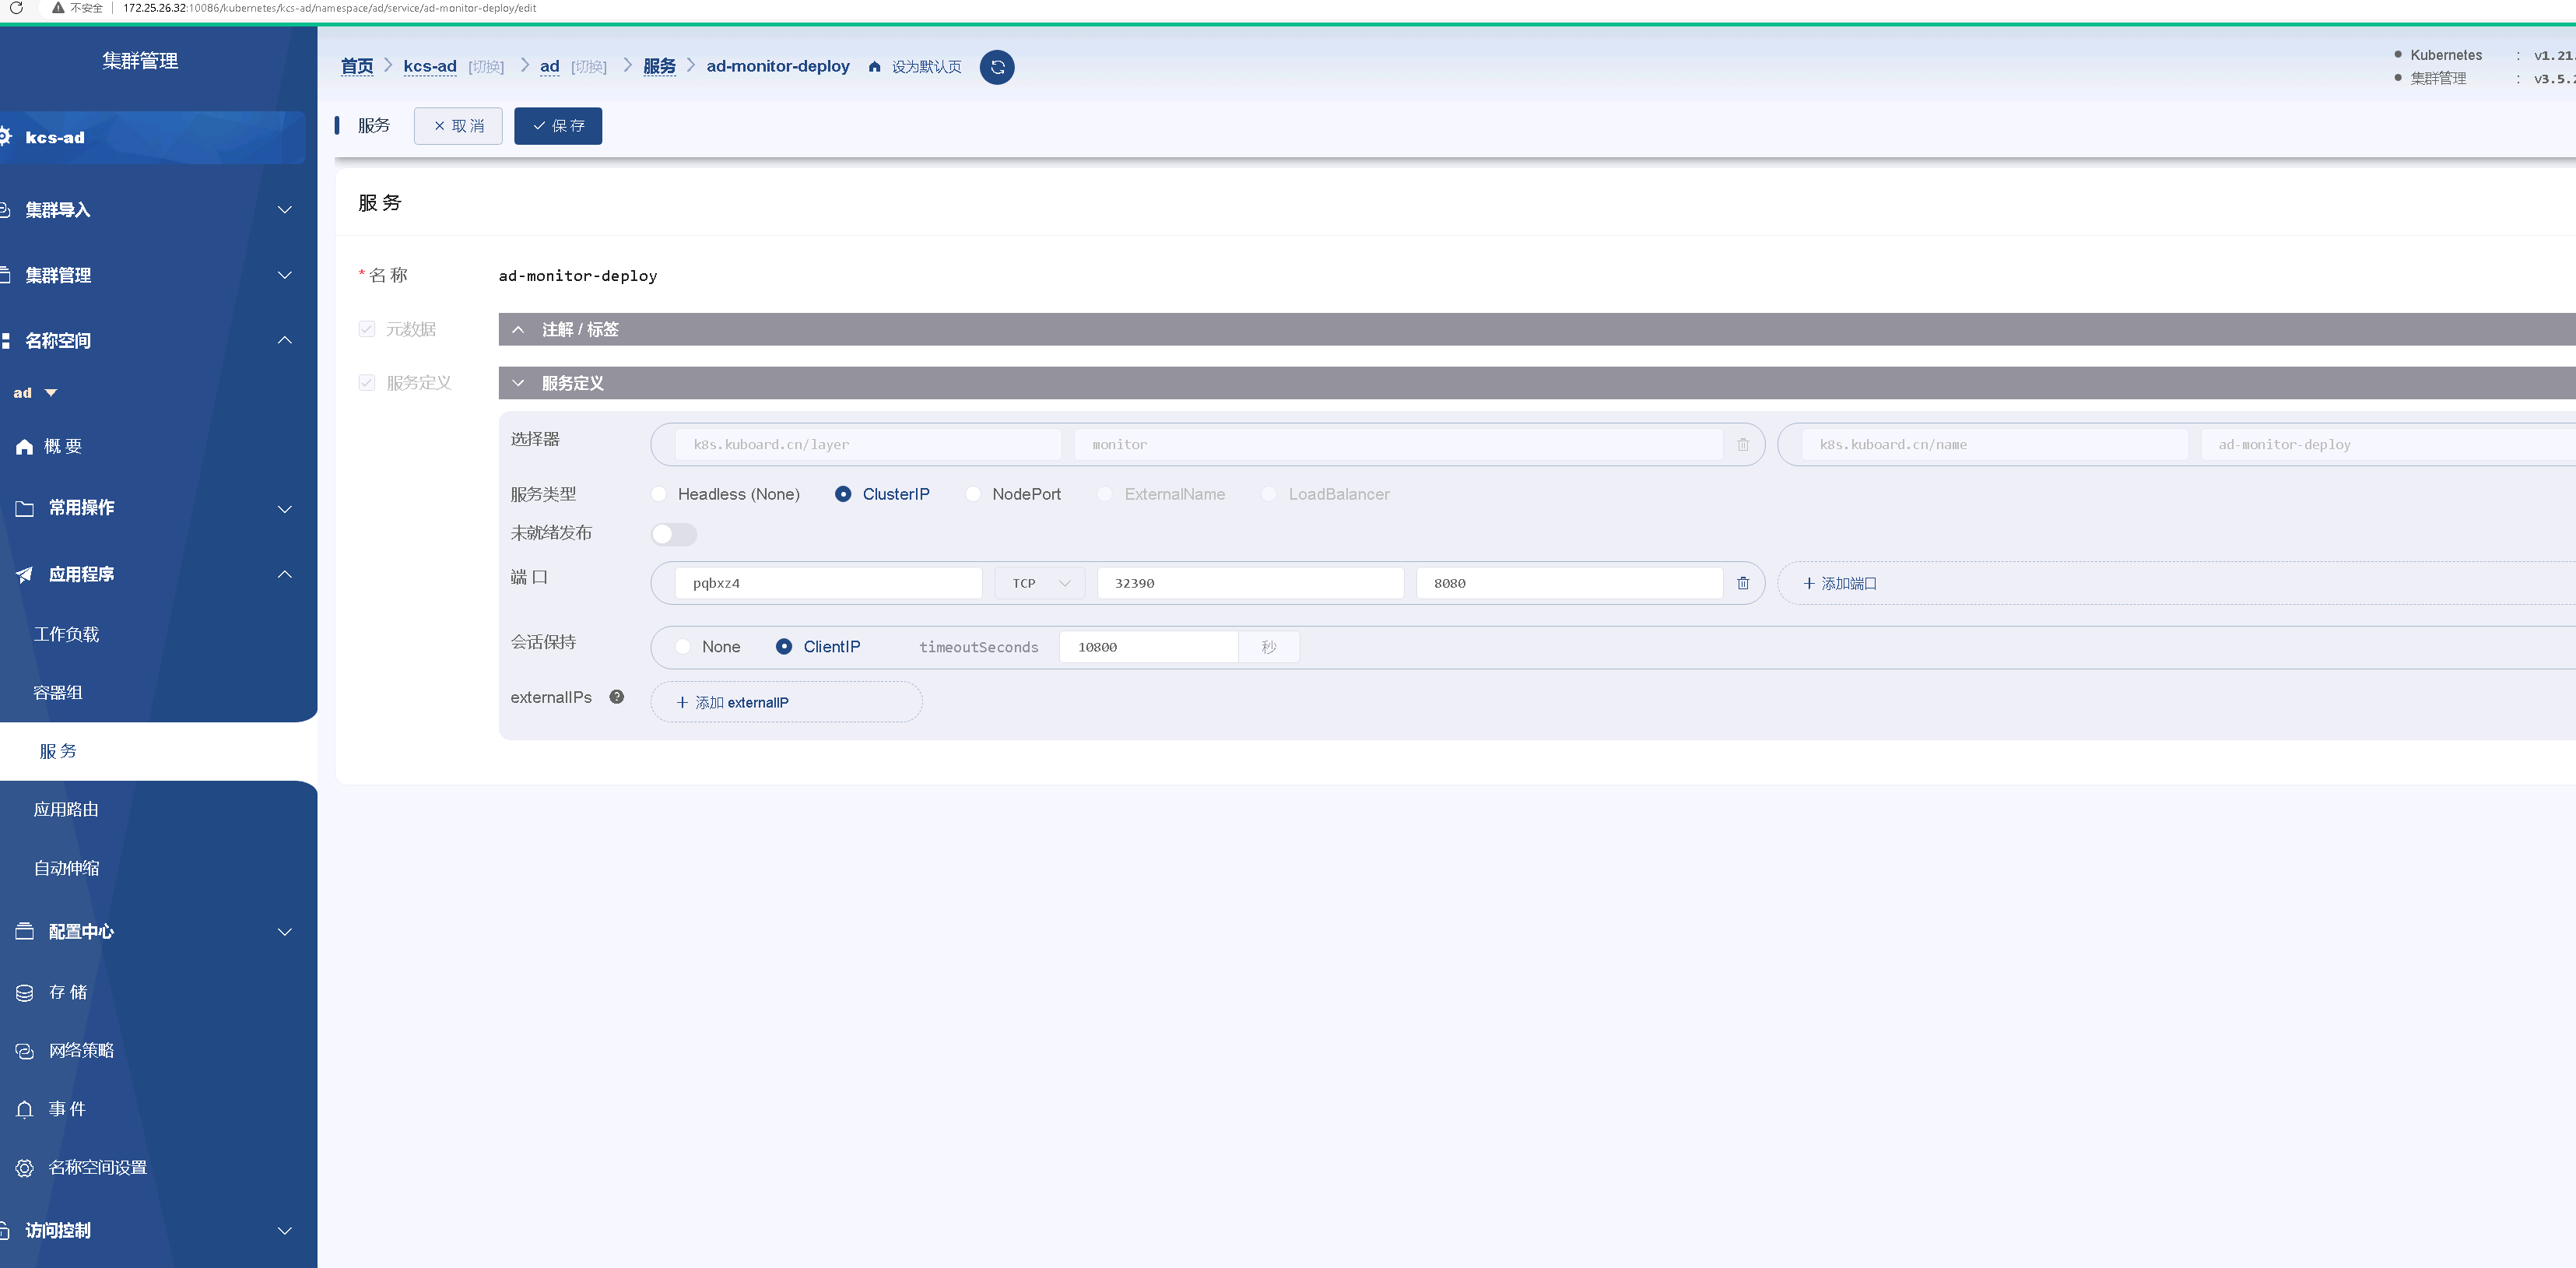 不安全 172.25.26.32:10086/kubernetes/kcs-ad/namespace/ad/service/ad-monitor-deploy/edit
集群管理
kcs-ad
集群导入
集群管理
名称空间
ad
概 要
常用操作
应用程序
工作负载
容器组
服 务
应用路由
自动伸缩
配置中心
存 储
网络策略
事 件
名称空间设置
访问控制
首页 kcs-ad [切换] ad [切换] 服务 ad-monitor-deploy 设为默认页
Kubernetes : v1.21.
集群管理 : v3.5.2
服务 取 消 保 存
服 务
* 名 称 ad-monitor-deploy
元数据 注解 / 标签
服务定义 服务定义
选择器 k8s.kuboard.cn/layer monitor k8s.kuboard.cn/name ad-monitor-deploy
服务类型 Headless (None) ClusterIP NodePort ExternalName LoadBalancer
未就绪发布
端 口 pqbxz4 TCP 32390 8080 添加端口
会话保持 None ClientIP timeoutSeconds 10800 秒
externalIPs 添加 externalIP